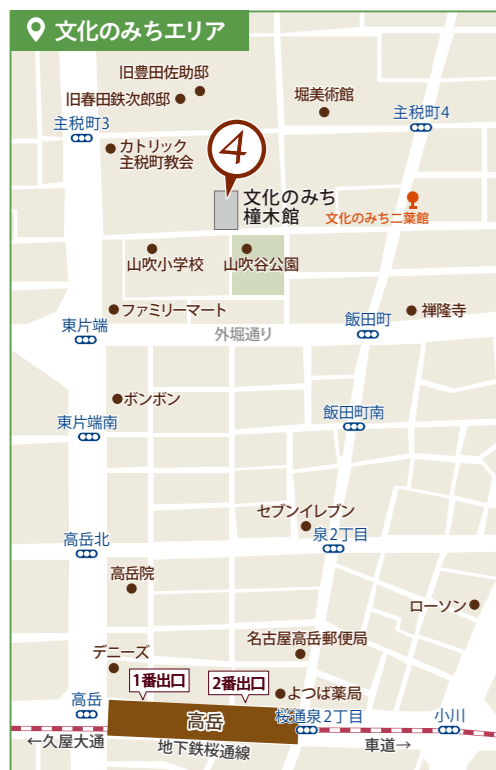 文化のみちエリア
旧豊田佐助邸
旧春田鉄次郎邸
堀美術館
主税町3
主税町4
カトリック
主税町教会
4
文化のみち
橦木館
文化のみち二葉館
山吹小学校
山吹谷公園
ファミリーマート
禅隆寺
東片端
外堀通り
飯田町
ボンボン
東片端南
飯田町南
セブンイレブン
高岳北
泉2丁目
高岳院
ローソン
名古屋高岳郵便局
デニーズ
1番出口
2番出口
よつば薬局
高岳
高岳
桜通泉2丁目
小川
←久屋大通
地下鉄桜通線
車道→